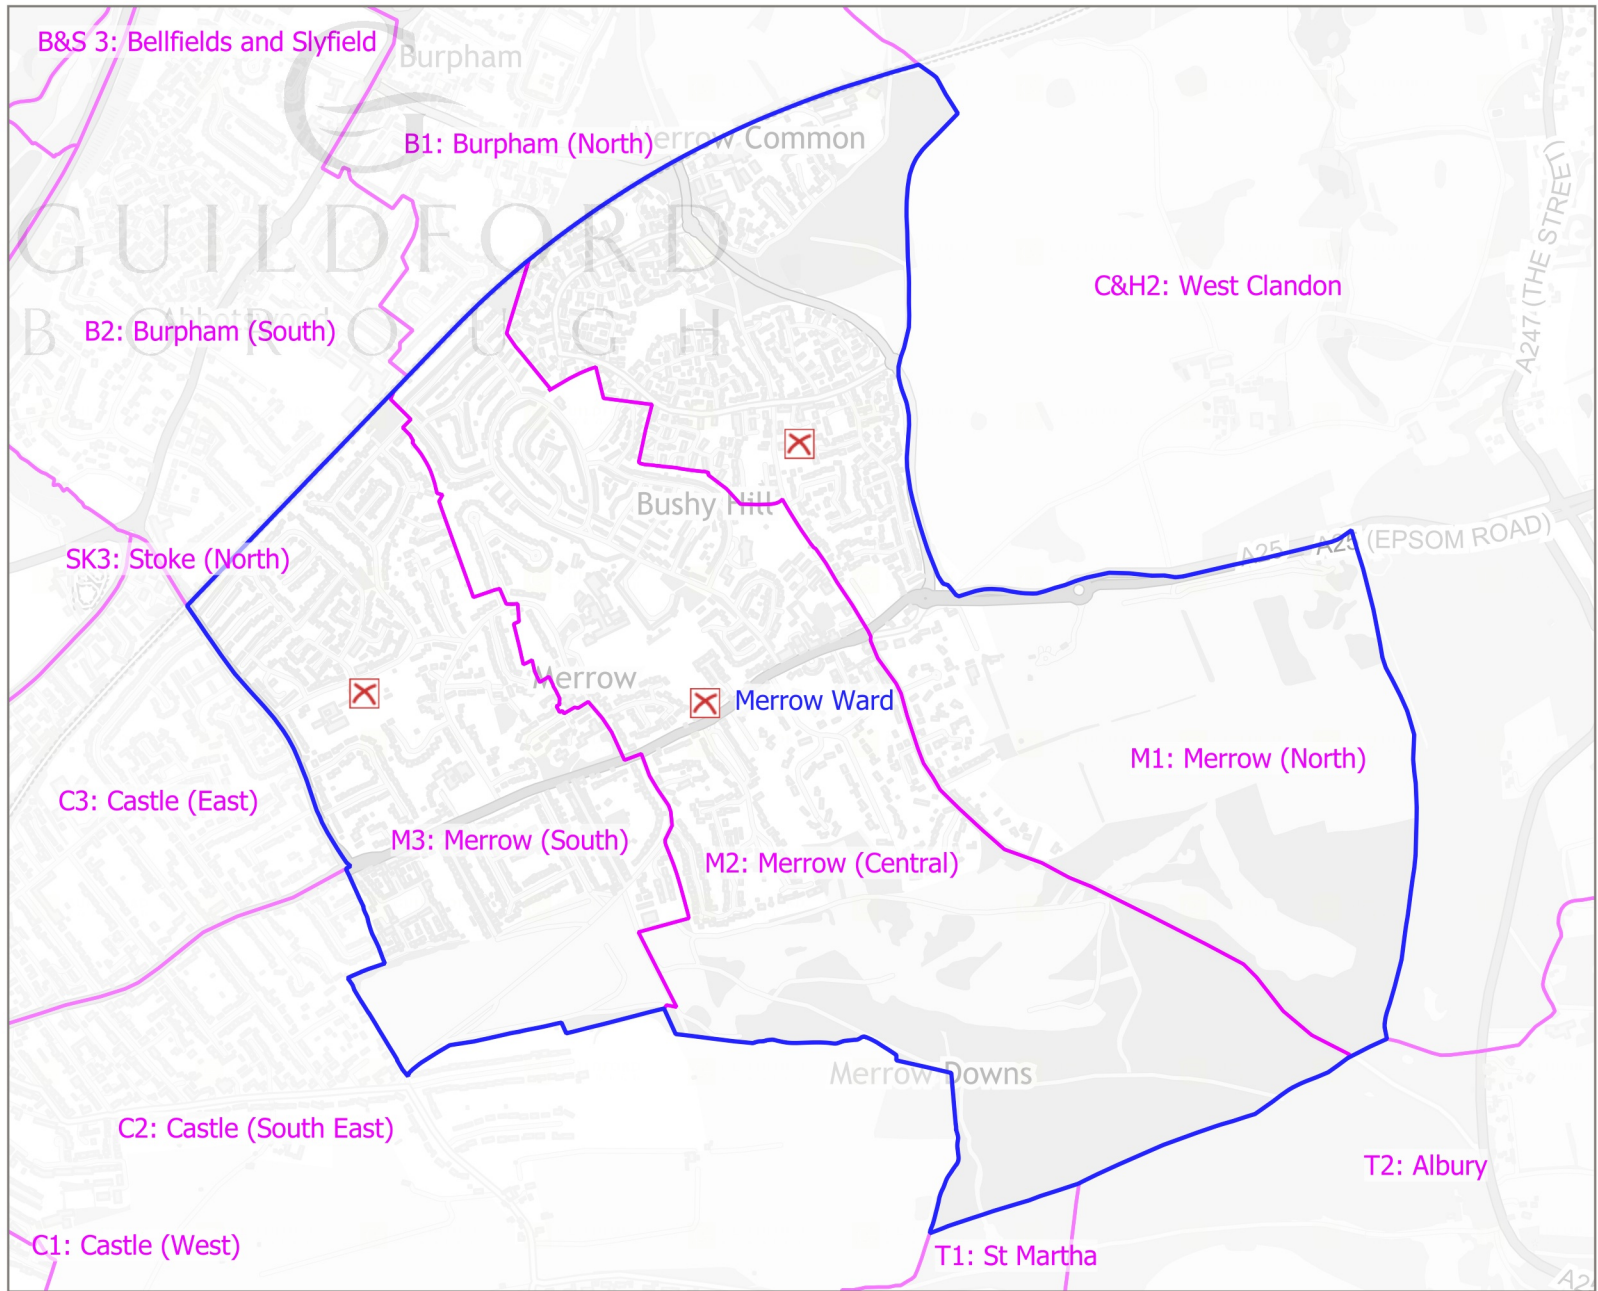 B&S 3: Bellfields and Slyfield
Burpham
B1: Burpham (North)
Merrow Common
GUILDFORD
C&H2: West Clandon
A247 (THE STREET)
B2: Burpham (South)
BOROUGH
Bushy Hill
A25
A25 (EPSOM ROAD)
SK3: Stoke (North)
Merrow
Merrow Ward
M1: Merrow (North)
C3: Castle (East)
M3: Merrow (South)
M2: Merrow (Central)
Merrow Downs
C2: Castle (South East)
T2: Albury
C1: Castle (West)
T1: St Martha